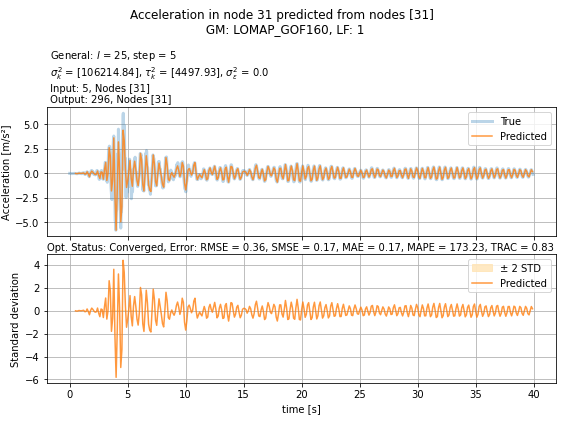 Acceleration in node 31 predicted from nodes [31]
GM: LOMAP_GOF160, LF: 1
General: l = 25, step = 5
σ²ₖ = [106214.84], τ²ₖ = [4497.93], σ²ε = 0.0
Input: 5, Nodes [31]
Output: 296, Nodes [31]
Acceleration [m/s²]
5.0
2.5
0.0
−2.5
−5.0
True
Predicted
Opt. Status: Converged, Error: RMSE = 0.36, SMSE = 0.17, MAE = 0.17, MAPE = 173.23, TRAC = 0.83
Standard deviation
4
2
0
−2
−4
−6
± 2 STD
Predicted
0 5 10 15 20 25 30 35 40
time [s]